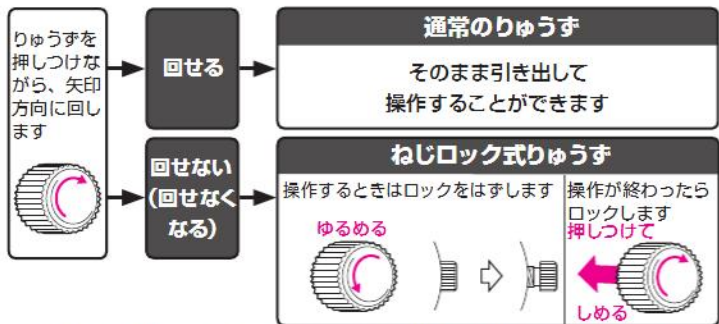 りゅうずを
押しつけな
がら、矢印
方向に回し
ます
回せる
通常のりゅうず
そのまま引き出して
操作することができます
回せない
(回せなく
なる)
ねじロック式りゅうず
操作するときはロックをはずします
ゆるめる
操作が終わったら
ロックします
押しつけて
しめる